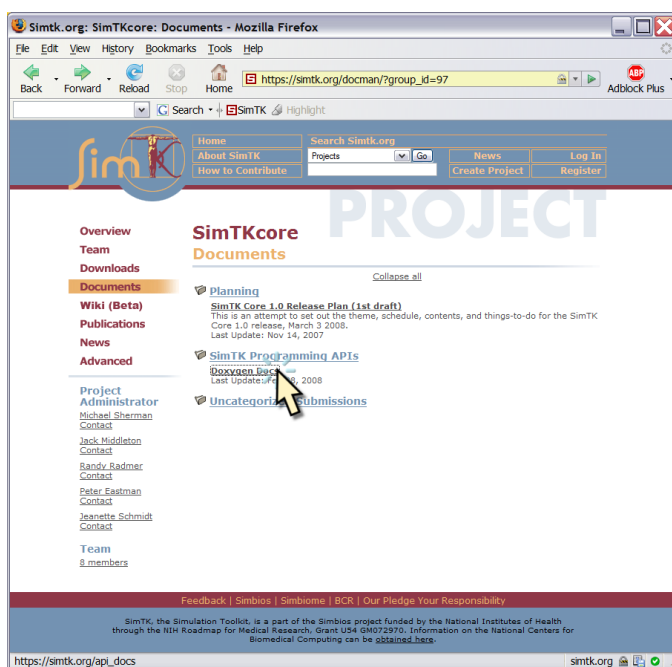 Simtk.org: SimTKcore: Documents - Mozilla Firefox
File Edit View History Bookmarks Tools Help
Back Forward Reload Stop Home https://simtk.org/docman/?group_id=97 ABP Adblock Plus
G Search SimTK Highlight
SimTK
Home Search Simtk.org
About SimTK Projects Go News Log In
How to Contribute Create Project Register
PROJECT
Overview
Team
Downloads
Documents
Wiki (Beta)
Publications
News
Advanced
Project
Administrator
Michael Sherman
Contact
Jack Middleton
Contact
Randy Radmer
Contact
Peter Eastman
Contact
Jeanette Schmidt
Contact
Team
8 members
SimTKcore
Documents
Collapse all
Planning
SimTK Core 1.0 Release Plan (1st draft)
This is an attempt to set out the theme, schedule, contents, and things-to-do for the SimTK
Core 1.0 release, March 3 2008.
Last Update: Nov 14, 2007
SimTK Programming APIs
Doxygen Docs
Last Update: 2008
Uncategorized Submissions
Feedback | Simbios | Simbiome | BCR | Our Pledge Your Responsibility
SimTK, the Simulation Toolkit, is a part of the Simbios project funded by the National Institutes of Health
through the NIH Roadmap for Medical Research, Grant U54 GM072970. Information on the National Centers for
Biomedical Computing can be obtained here.
https://simtk.org/api_docs simtk.org